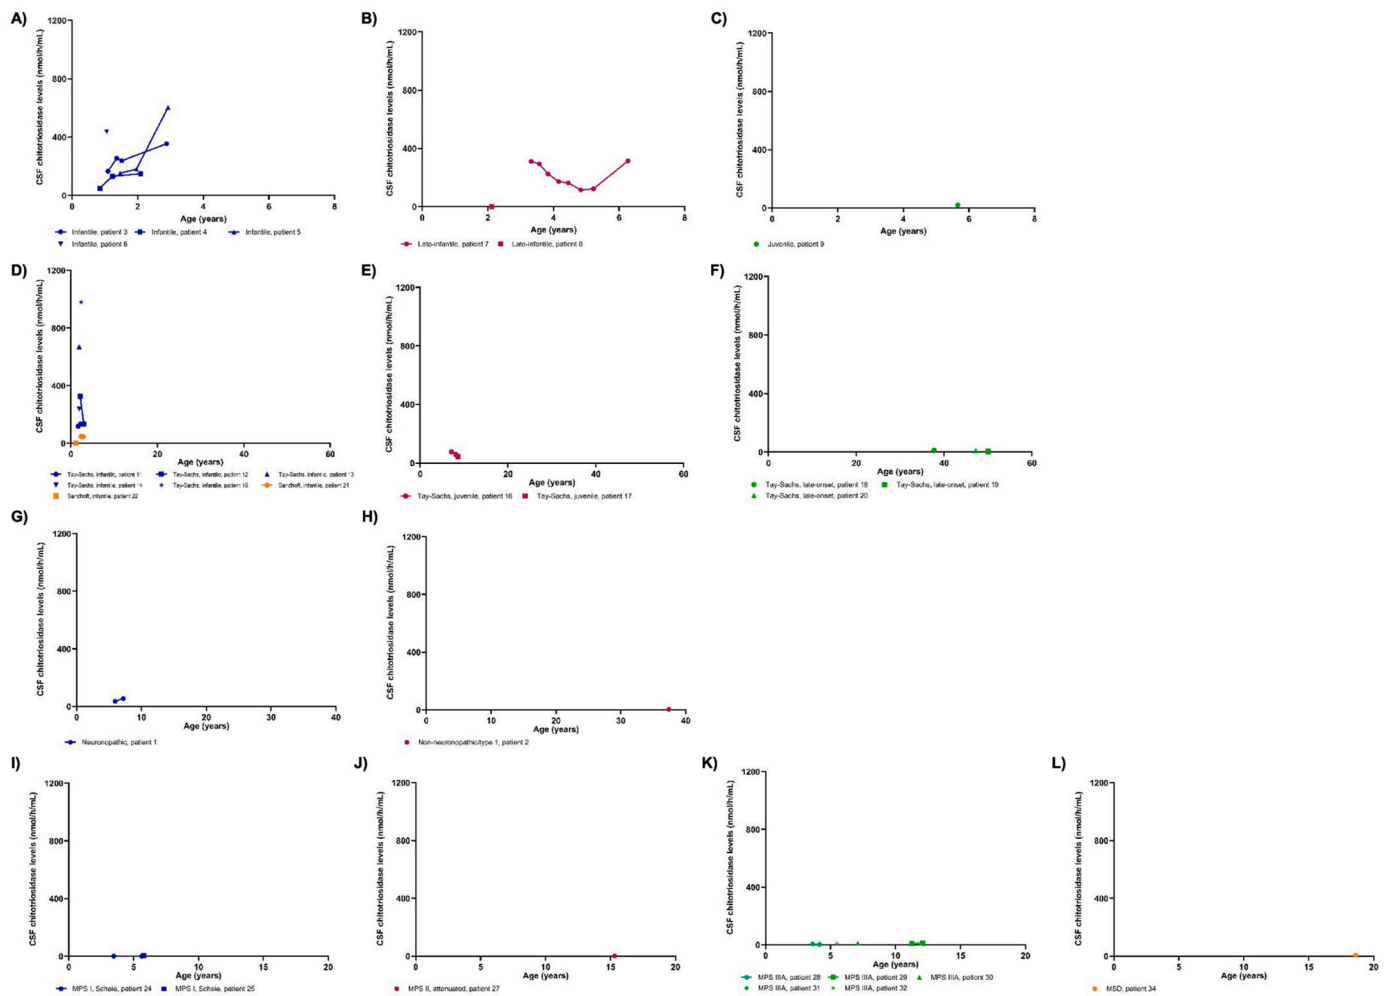 A)
CSF chitotriosidase levels (nmol/h/mL)
1200
800
400
0
0 2 4 6 8
Age (years)
Infantile, patient 3 Infantile, patient 4 Infantile, patient 5
Infantile, patient 6
B)
CSF chitotriosidase levels (nmol/h/mL)
1200
800
400
0
0 2 4 6 8
Age (years)
Late-infantile, patient 7 Late-infantile, patient 8
C)
CSF chitotriosidase levels (nmol/h/mL)
1200
800
400
0
0 2 4 6 8
Age (years)
Juvenile, patient 9
D)
CSF chitotriosidase levels (nmol/h/mL)
1200
800
400
0
0 20 40 60
Age (years)
Tay-Sachs, infantile, patient 11 Tay-Sachs, infantile, patient 12 Tay-Sachs, infantile, patient 13
Tay-Sachs, infantile, patient 14 Tay-Sachs, infantile, patient 15 Sandhoff, infantile, patient 21
Sandhoff, infantile, patient 22
E)
CSF chitotriosidase levels (nmol/h/mL)
1200
800
400
0
0 20 40 60
Age (years)
Tay-Sachs, juvenile, patient 16 Tay-Sachs, juvenile, patient 17
F)
CSF chitotriosidase levels (nmol/h/mL)
1200
800
400
0
0 20 40 60
Age (years)
Tay-Sachs, late-onset, patient 18 Tay-Sachs, late-onset, patient 19
Tay-Sachs, late-onset, patient 20
G)
CSF chitotriosidase levels (nmol/h/mL)
1200
800
400
0
0 10 20 30 40
Age (years)
Neuronopathic, patient 1
H)
CSF chitotriosidase levels (nmol/h/mL)
1200
800
400
0
0 10 20 30 40
Age (years)
Non-neuronopathic/type 1, patient 2
I)
CSF chitotriosidase levels (nmol/h/mL)
1200
800
400
0
0 5 10 15 20
Age (years)
MPS I, Scheie, patient 24 MPS I, Scheie, patient 25
J)
CSF chitotriosidase levels (nmol/h/mL)
1200
800
400
0
0 5 10 15 20
Age (years)
MPS II, attenuated, patient 27
K)
CSF chitotriosidase levels (nmol/h/mL)
1200
800
400
0
0 5 10 15 20
Age (years)
MPS IIIA, patient 28 MPS IIIA, patient 29 MPS IIIA, patient 30
MPS IIIA, patient 31 MPS IIIA, patient 32
L)
CSF chitotriosidase levels (nmol/h/mL)
1200
800
400
0
0 5 10 15 20
Age (years)
MSD, patient 34